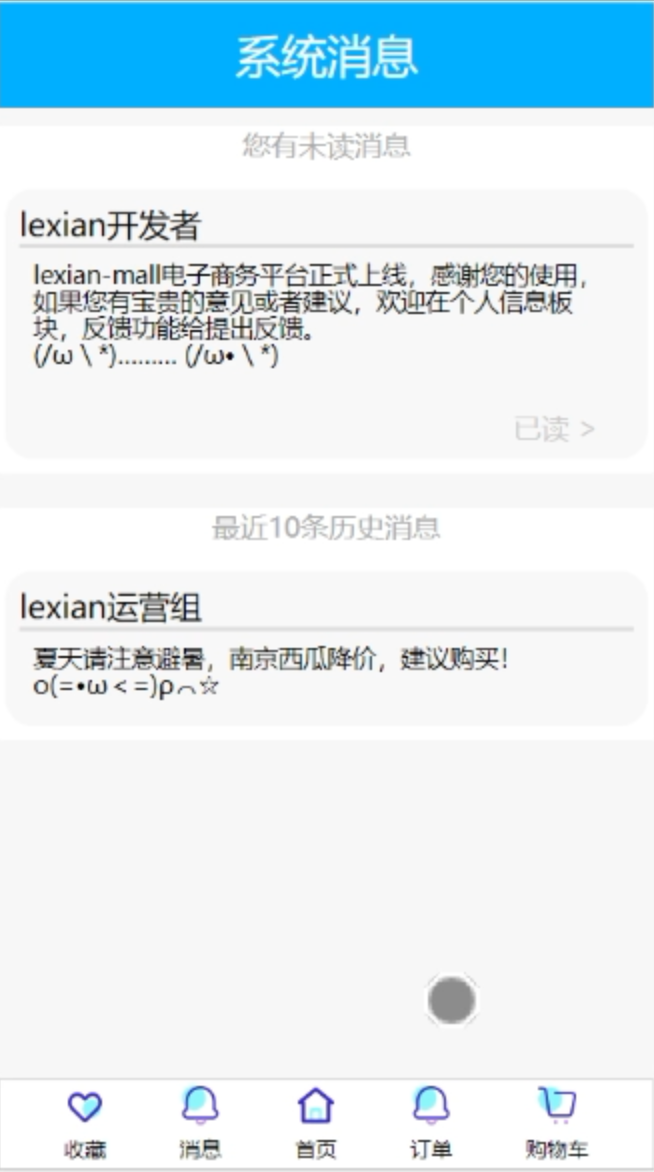 系统消息
您有未读消息
lexian开发者
lexian-mall电子商务平台正式上线，感谢您的使用，
如果您有宝贵的意见或者建议，欢迎在个人信息板
块，反馈功能给提出反馈。
(/ω＼*)……… (/ω•＼*)
已读 >
最近10条历史消息
lexian运营组
夏天请注意避暑，南京西瓜降价，建议购买！
o(=•ω＜=)ρ⌒☆
收藏
消息
首页
订单
购物车